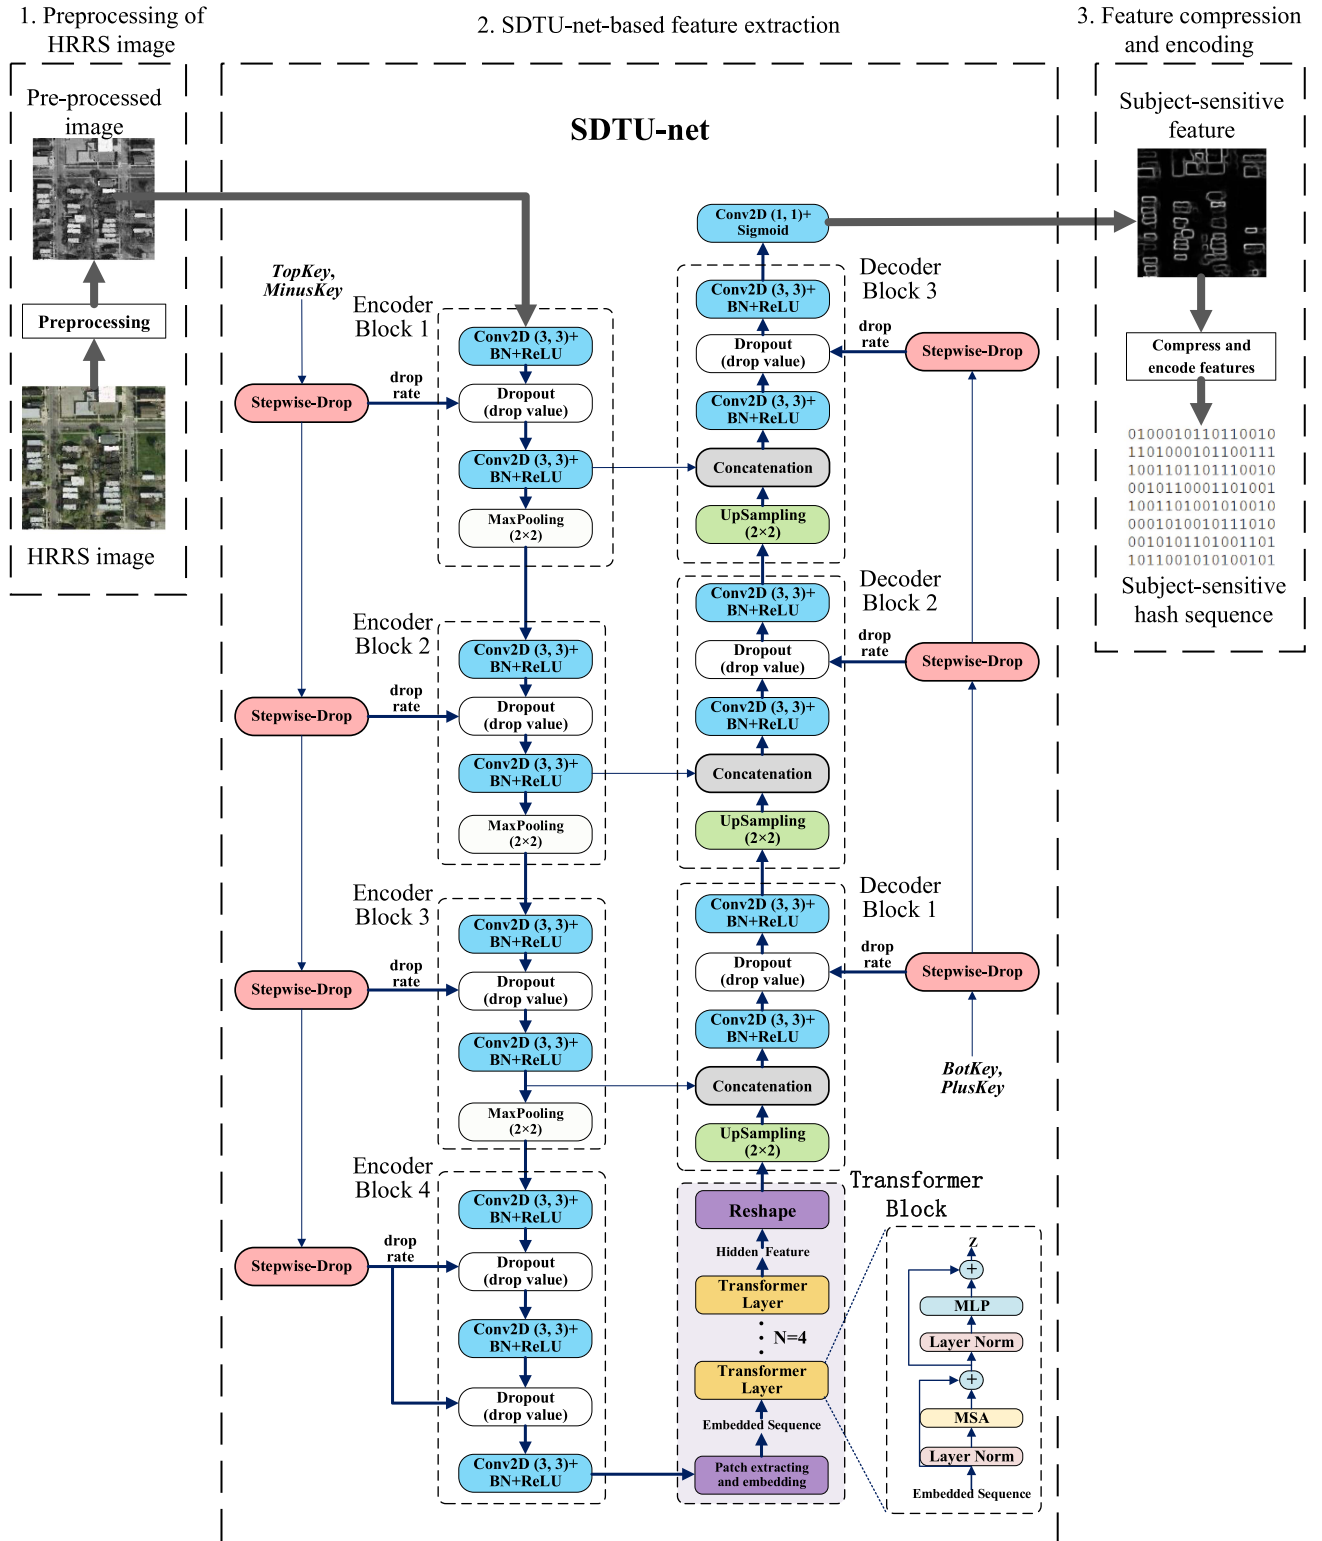 1. Preprocessing of
HRRS image
2. SDTU-net-based feature extraction
3. Feature compression
and encoding
Pre-processed
image
Preprocessing
HRRS image
SDTU-net
TopKey,
MinusKey
Stepwise-Drop
drop
rate
Encoder
Block 1
Conv2D (3, 3)+
BN+ReLU
Dropout
(drop value)
Conv2D (3, 3)+
BN+ReLU
MaxPooling
(2×2)
Stepwise-Drop
drop
rate
Encoder
Block 2
Conv2D (3, 3)+
BN+ReLU
Dropout
(drop value)
Conv2D (3, 3)+
BN+ReLU
MaxPooling
(2×2)
Stepwise-Drop
drop
rate
Encoder
Block 3
Conv2D (3, 3)+
BN+ReLU
Dropout
(drop value)
Conv2D (3, 3)+
BN+ReLU
MaxPooling
(2×2)
Stepwise-Drop
drop
rate
Encoder
Block 4
Conv2D (3, 3)+
BN+ReLU
Dropout
(drop value)
Conv2D (3, 3)+
BN+ReLU
Dropout
(drop value)
Conv2D (3, 3)+
BN+ReLU
Conv2D (1, 1)+
Sigmoid
Decoder
Block 3
Conv2D (3, 3)+
BN+ReLU
Dropout
(drop value)
drop
rate
Stepwise-Drop
Conv2D (3, 3)+
BN+ReLU
Concatenation
UpSampling
(2×2)
Decoder
Block 2
Conv2D (3, 3)+
BN+ReLU
Dropout
(drop value)
drop
rate
Stepwise-Drop
Conv2D (3, 3)+
BN+ReLU
Concatenation
UpSampling
(2×2)
Decoder
Block 1
Conv2D (3, 3)+
BN+ReLU
Dropout
(drop value)
drop
rate
Stepwise-Drop
Conv2D (3, 3)+
BN+ReLU
BotKey,
PlusKey
Concatenation
UpSampling
(2×2)
Transformer
Block
Reshape
Hidden Feature
Transformer
Layer
N=4
Transformer
Layer
Embedded Sequence
Patch extracting
and embedding
Z
+
MLP
Layer Norm
+
MSA
Layer Norm
Embedded Sequence
Subject-sensitive
feature
Compress and
encode features
0100010110110010
1101000101100111
1001101101110010
0010110001101001
1001101001010010
0001010010111010
0010101101001101
1011001010100101
Subject-sensitive
hash sequence